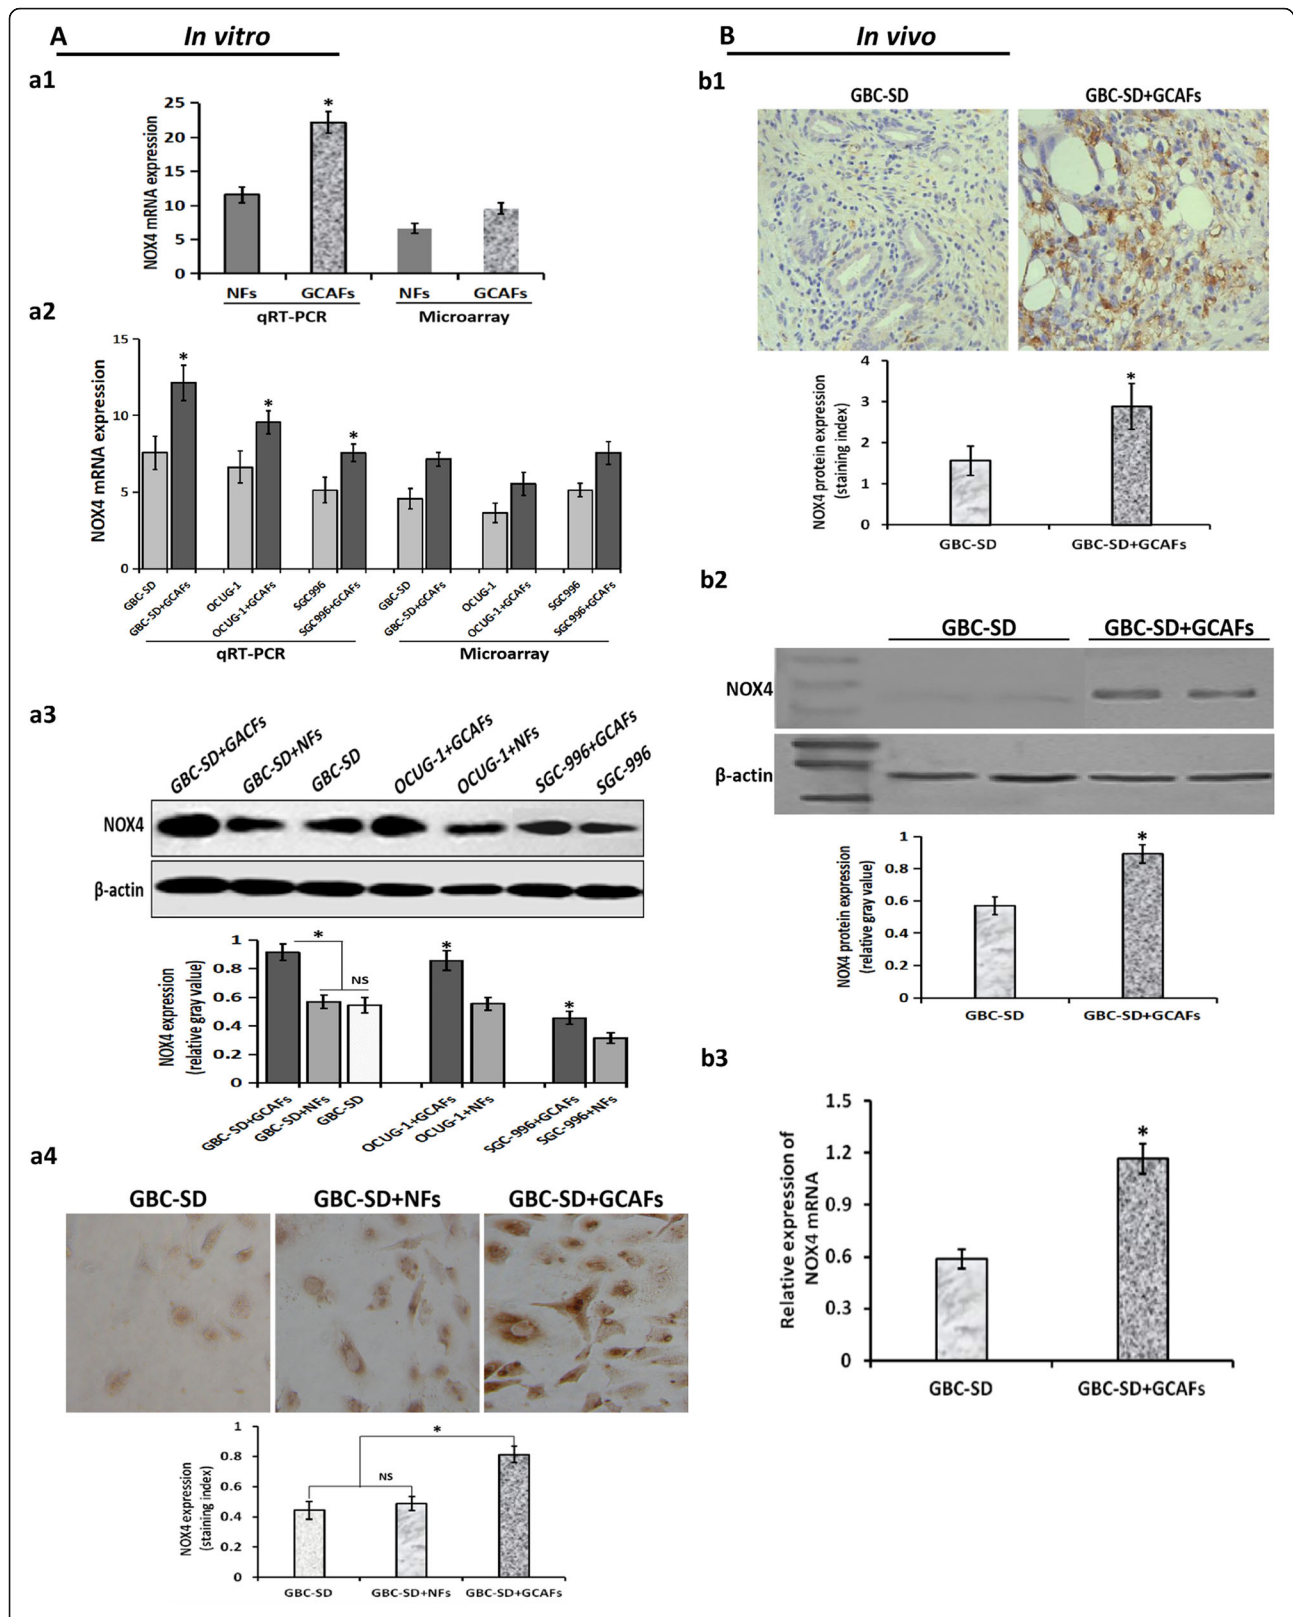 A In vitro
a1
NOX4 mRNA expression
25
20
15
10
5
0
*
NFs GCAFs NFs GCAFs
qRT-PCR Microarray
a2
NOX4 mRNA expression
15
10
5
0
* * *
GBC-SD GBC-SD+GCAFs OCUG-1 OCUG-1+GCAFs SGC996 SGC996+GCAFs GBC-SD GBC-SD+GCAFs OCUG-1 OCUG-1+GCAFs SGC996 SGC996+GCAFs
qRT-PCR Microarray
a3
GBC-SD+GACFs GBC-SD+NFs GBC-SD OCUG-1+GCAFs OCUG-1+NFs SGC-996+GCAFs SGC-996
NOX4
β-actin
NOX4 expression
(relative gray value)
1
0.8
0.6
0.4
0.2
0
* NS * *
GBC-SD+GCAFs GBC-SD+NFs GBC-SD OCUG-1+GCAFs OCUG-1+NFs SGC-996+GCAFs SGC-996+NFs
a4
GBC-SD GBC-SD+NFs GBC-SD+GCAFs
NOX4 expression
(staining index)
1
0.8
0.6
0.4
0.2
0
NS *
GBC-SD GBC-SD+NFs GBC-SD+GCAFs
B In vivo
b1
GBC-SD GBC-SD+GCAFs
NOX4 protein expression
(staining index)
4
3
2
1
0
*
GBC-SD GBC-SD+GCAFs
b2
GBC-SD GBC-SD+GCAFs
NOX4
β-actin
NOX4 protein expression
(relative gray value)
1
0.8
0.6
0.4
0.2
0
*
GBC-SD GBC-SD+GCAFs
b3
Relative expression of
NOX4 mRNA
1.5
1.2
0.9
0.6
0.3
0
*
GBC-SD GBC-SD+GCAFs